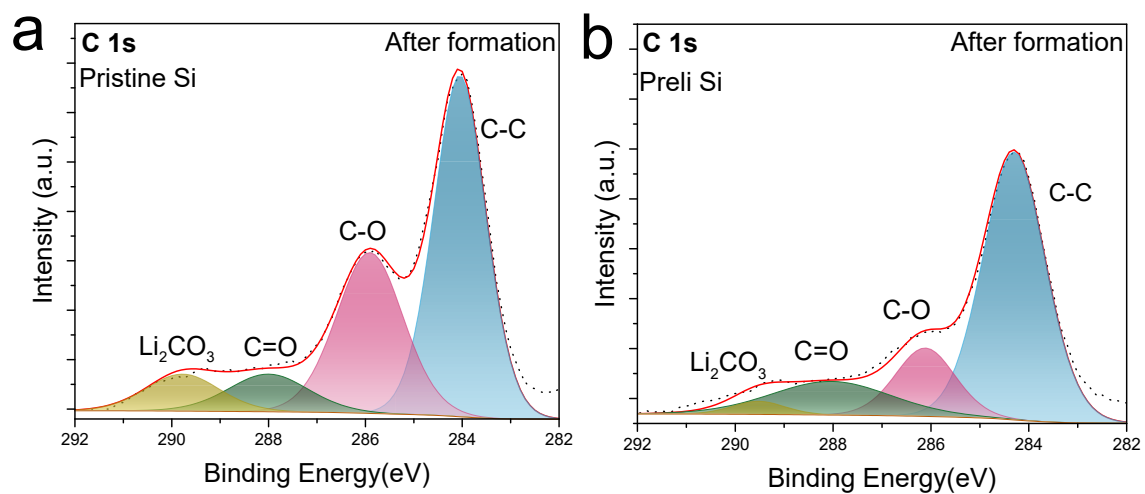 a
C 1s
After formation
Pristine Si
C-C
C-O
Li₂CO₃
C=O
Intensity (a.u.)
292 290 288 286 284 282
Binding Energy(eV)
b
C 1s
After formation
Preli Si
C-C
C-O
C=O
Li₂CO₃
Intensity (a.u.)
292 290 288 286 284 282
Binding Energy(eV)